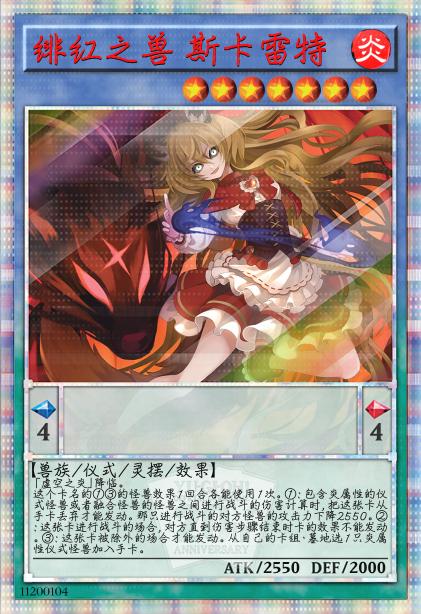 绯红之兽 斯卡雷特
炎
4 4
【兽族/仪式/灵摆/效果】
「虚空之炎」降临。
这个卡名的①③的怪兽效果1回合各能使用1次。①：包含炎属性的仪
式怪兽或者融合怪兽的怪兽之间进行战斗的伤害计算时，把这张卡从
手卡丢弃才能发动。那只进行战斗的对方怪兽的攻击力下降2550。②
：这张卡进行战斗的场合，对方直到伤害步骤结束时卡的效果不能发动
。③：这张卡被除外的场合才能发动。从自己的卡组·墓地选1只炎属
性仪式怪兽加入手卡。
ANNIVERSARY
ATK/2550 DEF/2000
11200104